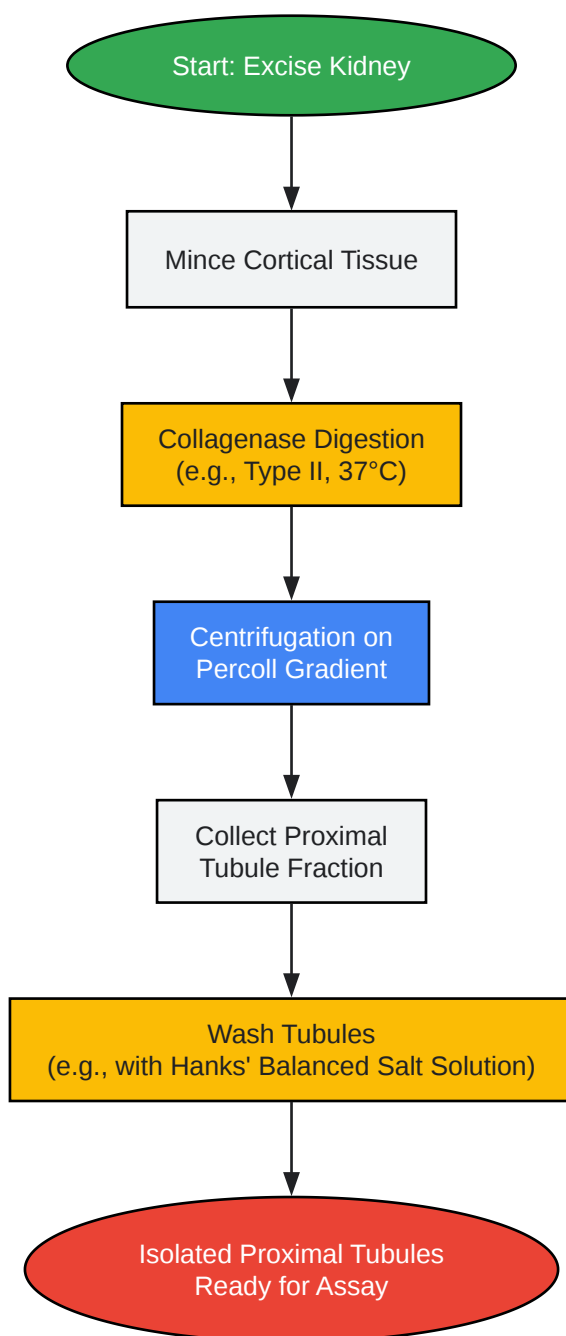 Start: Excise Kidney
Mince Cortical Tissue
Collagenase Digestion
(e.g., Type II, 37°C)
Centrifugation on
Percoll Gradient
Collect Proximal
Tubule Fraction
Wash Tubules
(e.g., with Hanks' Balanced Salt Solution)
Isolated Proximal Tubules
Ready for Assay